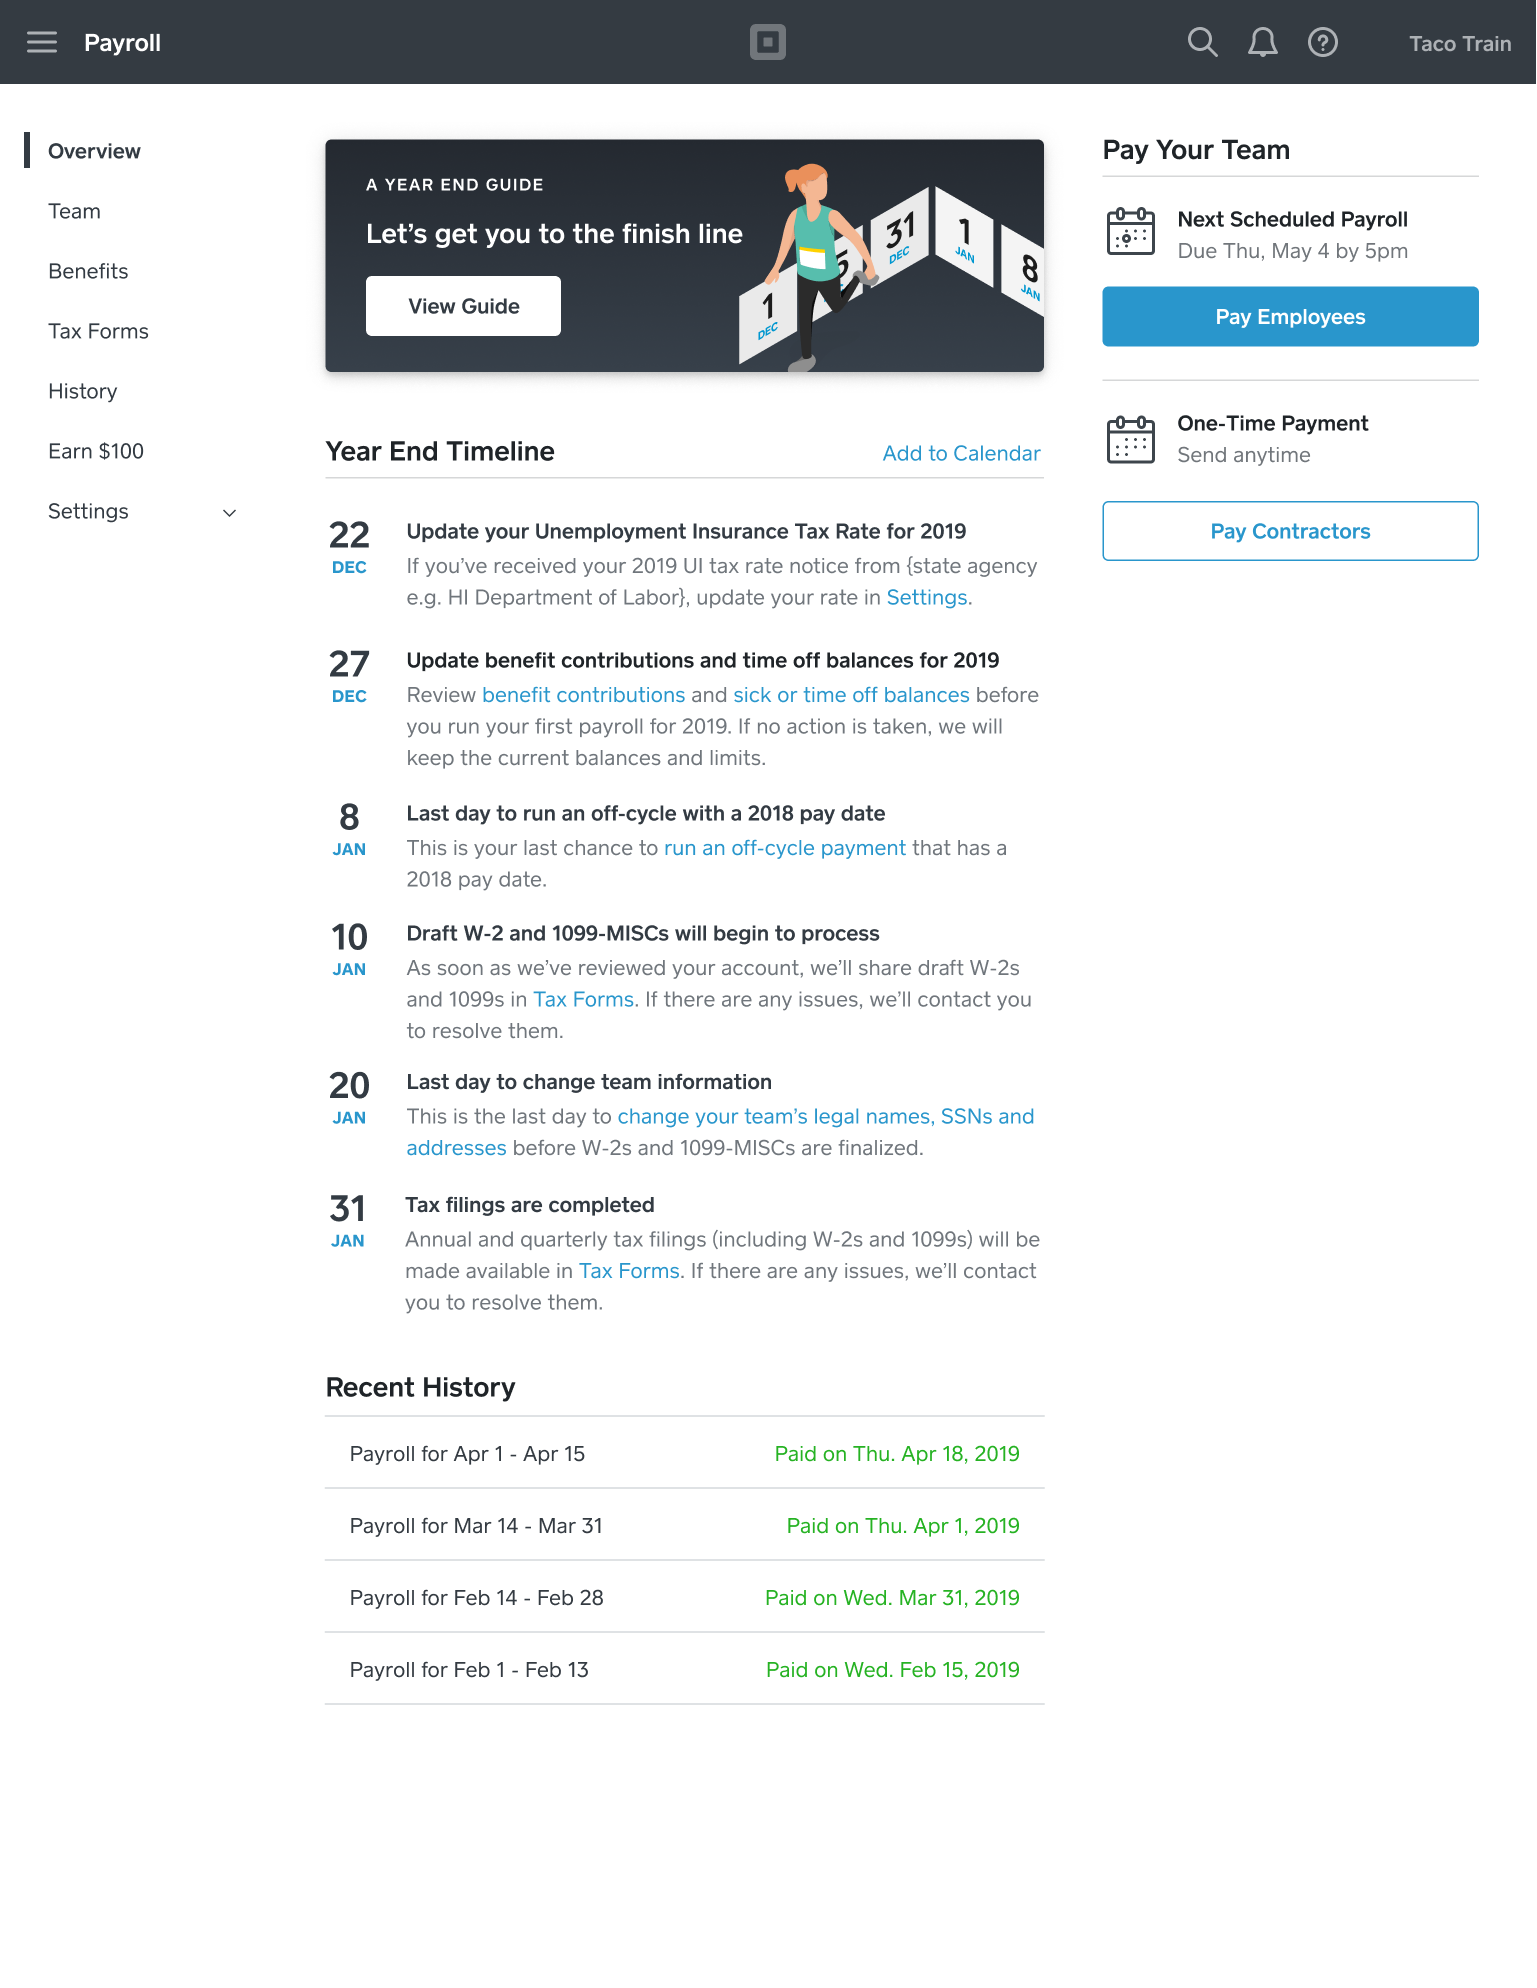 Payroll
Taco Train
Overview
Team
Benefits
Tax Forms
History
Earn $100
Settings
A YEAR END GUIDE
Let’s get you to the finish line
View Guide
1
DEC
5
31
DEC
1
JAN
8
JAN
Year End Timeline
Add to Calendar
22
DEC
Update your Unemployment Insurance Tax Rate for 2019
If you’ve received your 2019 UI tax rate notice from {state agency
e.g. HI Department of Labor}, update your rate in Settings.
27
DEC
Update benefit contributions and time off balances for 2019
Review benefit contributions and sick or time off balances before
you run your first payroll for 2019. If no action is taken, we will
keep the current balances and limits.
8
JAN
Last day to run an off-cycle with a 2018 pay date
This is your last chance to run an off-cycle payment that has a
2018 pay date.
10
JAN
Draft W-2 and 1099-MISCs will begin to process
As soon as we’ve reviewed your account, we’ll share draft W-2s
and 1099s in Tax Forms. If there are any issues, we’ll contact you
to resolve them.
20
JAN
Last day to change team information
This is the last day to change your team’s legal names, SSNs and
addresses before W-2s and 1099-MISCs are finalized.
31
JAN
Tax filings are completed
Annual and quarterly tax filings (including W-2s and 1099s) will be
made available in Tax Forms. If there are any issues, we’ll contact
you to resolve them.
Recent History
Payroll for Apr 1 - Apr 15
Paid on Thu. Apr 18, 2019
Payroll for Mar 14 - Mar 31
Paid on Thu. Apr 1, 2019
Payroll for Feb 14 - Feb 28
Paid on Wed. Mar 31, 2019
Payroll for Feb 1 - Feb 13
Paid on Wed. Feb 15, 2019
Pay Your Team
Next Scheduled Payroll
Due Thu, May 4 by 5pm
Pay Employees
One-Time Payment
Send anytime
Pay Contractors